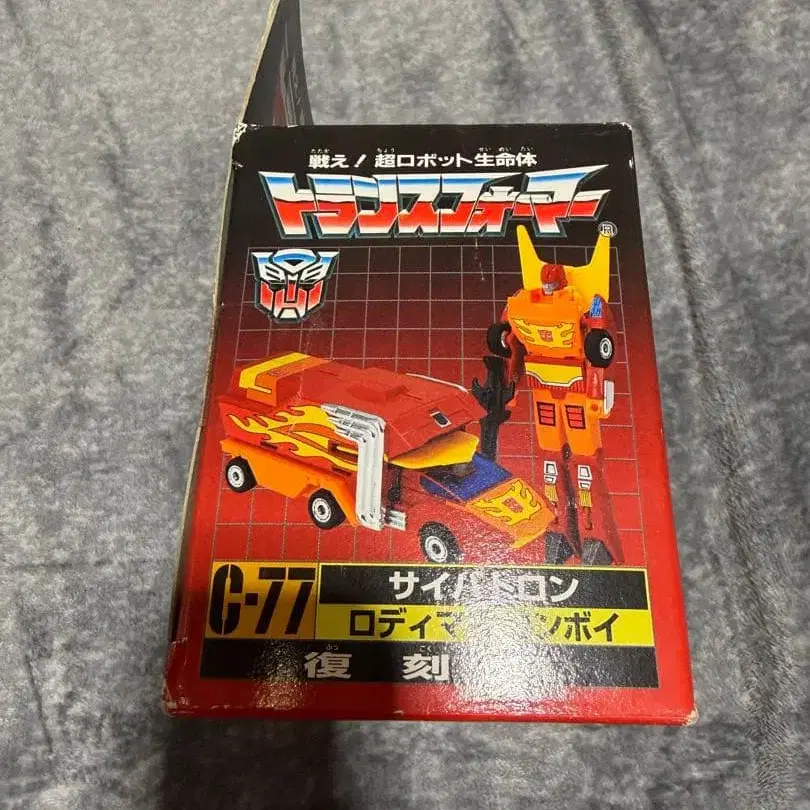 戦え!超ロボット生命体
トランスフォーマー
®
C-77
サイバトロン
ロディマ ンボイ
復刻